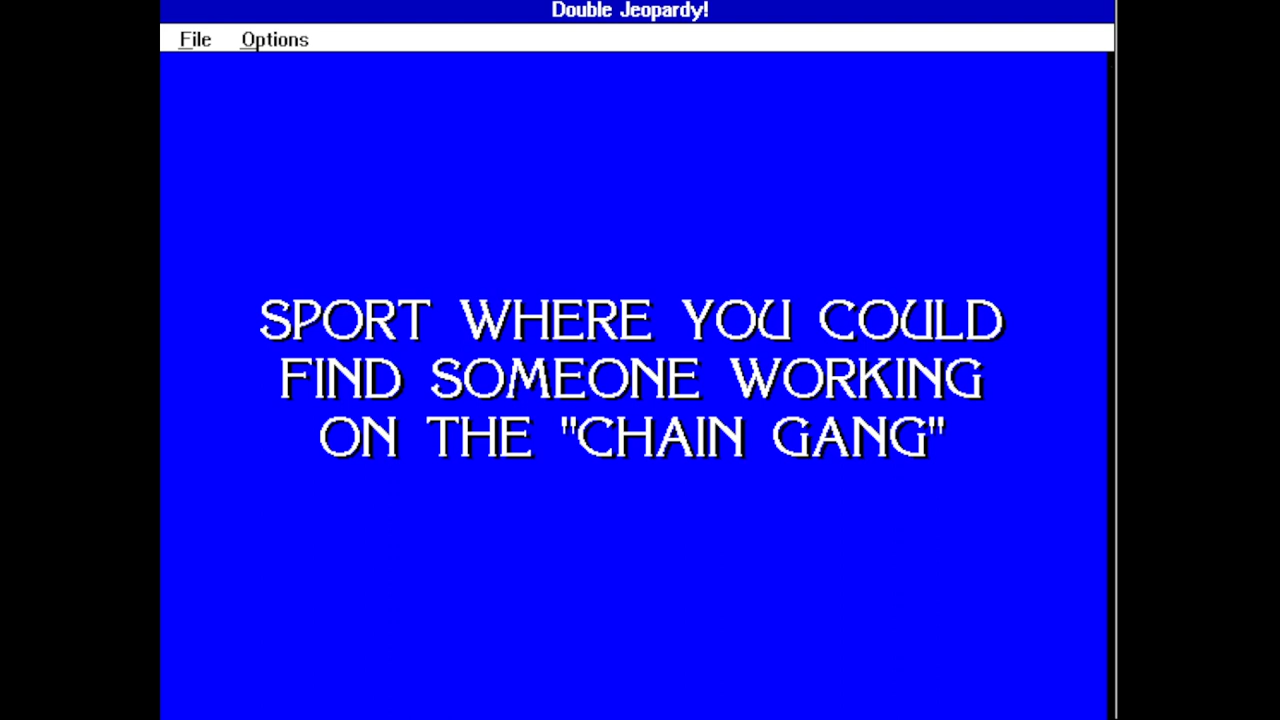 Double Jeopardy!
File Options
SPORT WHERE YOU COULD
FIND SOMEONE WORKING
ON THE "CHAIN GANG"